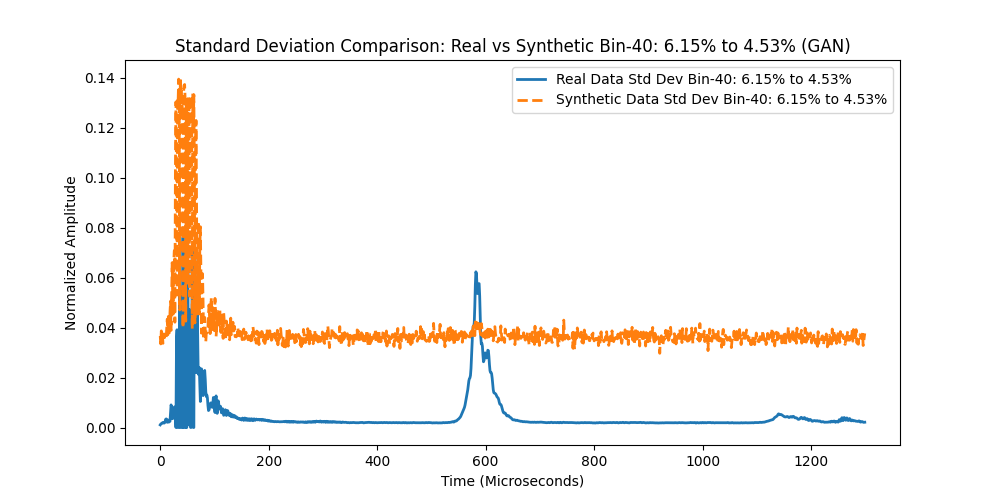 Standard Deviation Comparison: Real vs Synthetic Bin-40: 6.15% to 4.53% (GAN)
Real Data Std Dev Bin-40: 6.15% to 4.53%
Synthetic Data Std Dev Bin-40: 6.15% to 4.53%
Normalized Amplitude
0.14
0.12
0.10
0.08
0.06
0.04
0.02
0.00
0 200 400 600 800 1000 1200
Time (Microseconds)